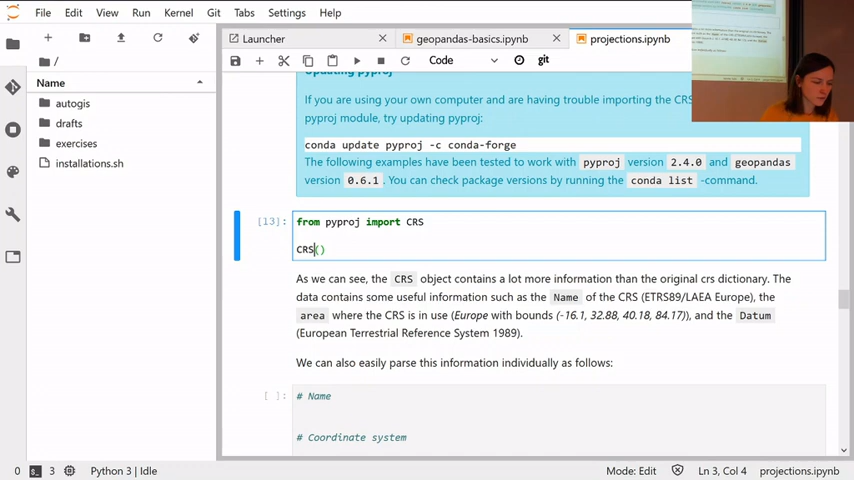 File Edit View Run Kernel Git Tabs Settings Help
Launcher
geopandas-basics.ipynb
projections.ipynb
Code
git
/
Name
autogis
drafts
exercises
installations.sh
Updating pyproj
If you are using your own computer and are having trouble importing the CRS
pyproj module, try updating pyproj:
conda update pyproj -c conda-forge
The following examples have been tested to work with pyproj version 2.4.0 and geopandas
version 0.6.1. You can check package versions by running the conda list -command.
[13]: from pyproj import CRS
CRS()
As we can see, the CRS object contains a lot more information than the original crs dictionary. The
data contains some useful information such as the Name of the CRS (ETRS89/LAEA Europe), the
area where the CRS is in use (Europe with bounds (-16.1, 32.88, 40.18, 84.17)), and the Datum
(European Terrestrial Reference System 1989).
We can also easily parse this information individually as follows:
[ ]: # Name
# Coordinate system
0 3 Python 3 | Idle Mode: Edit Ln 3, Col 4 projections.ipynb